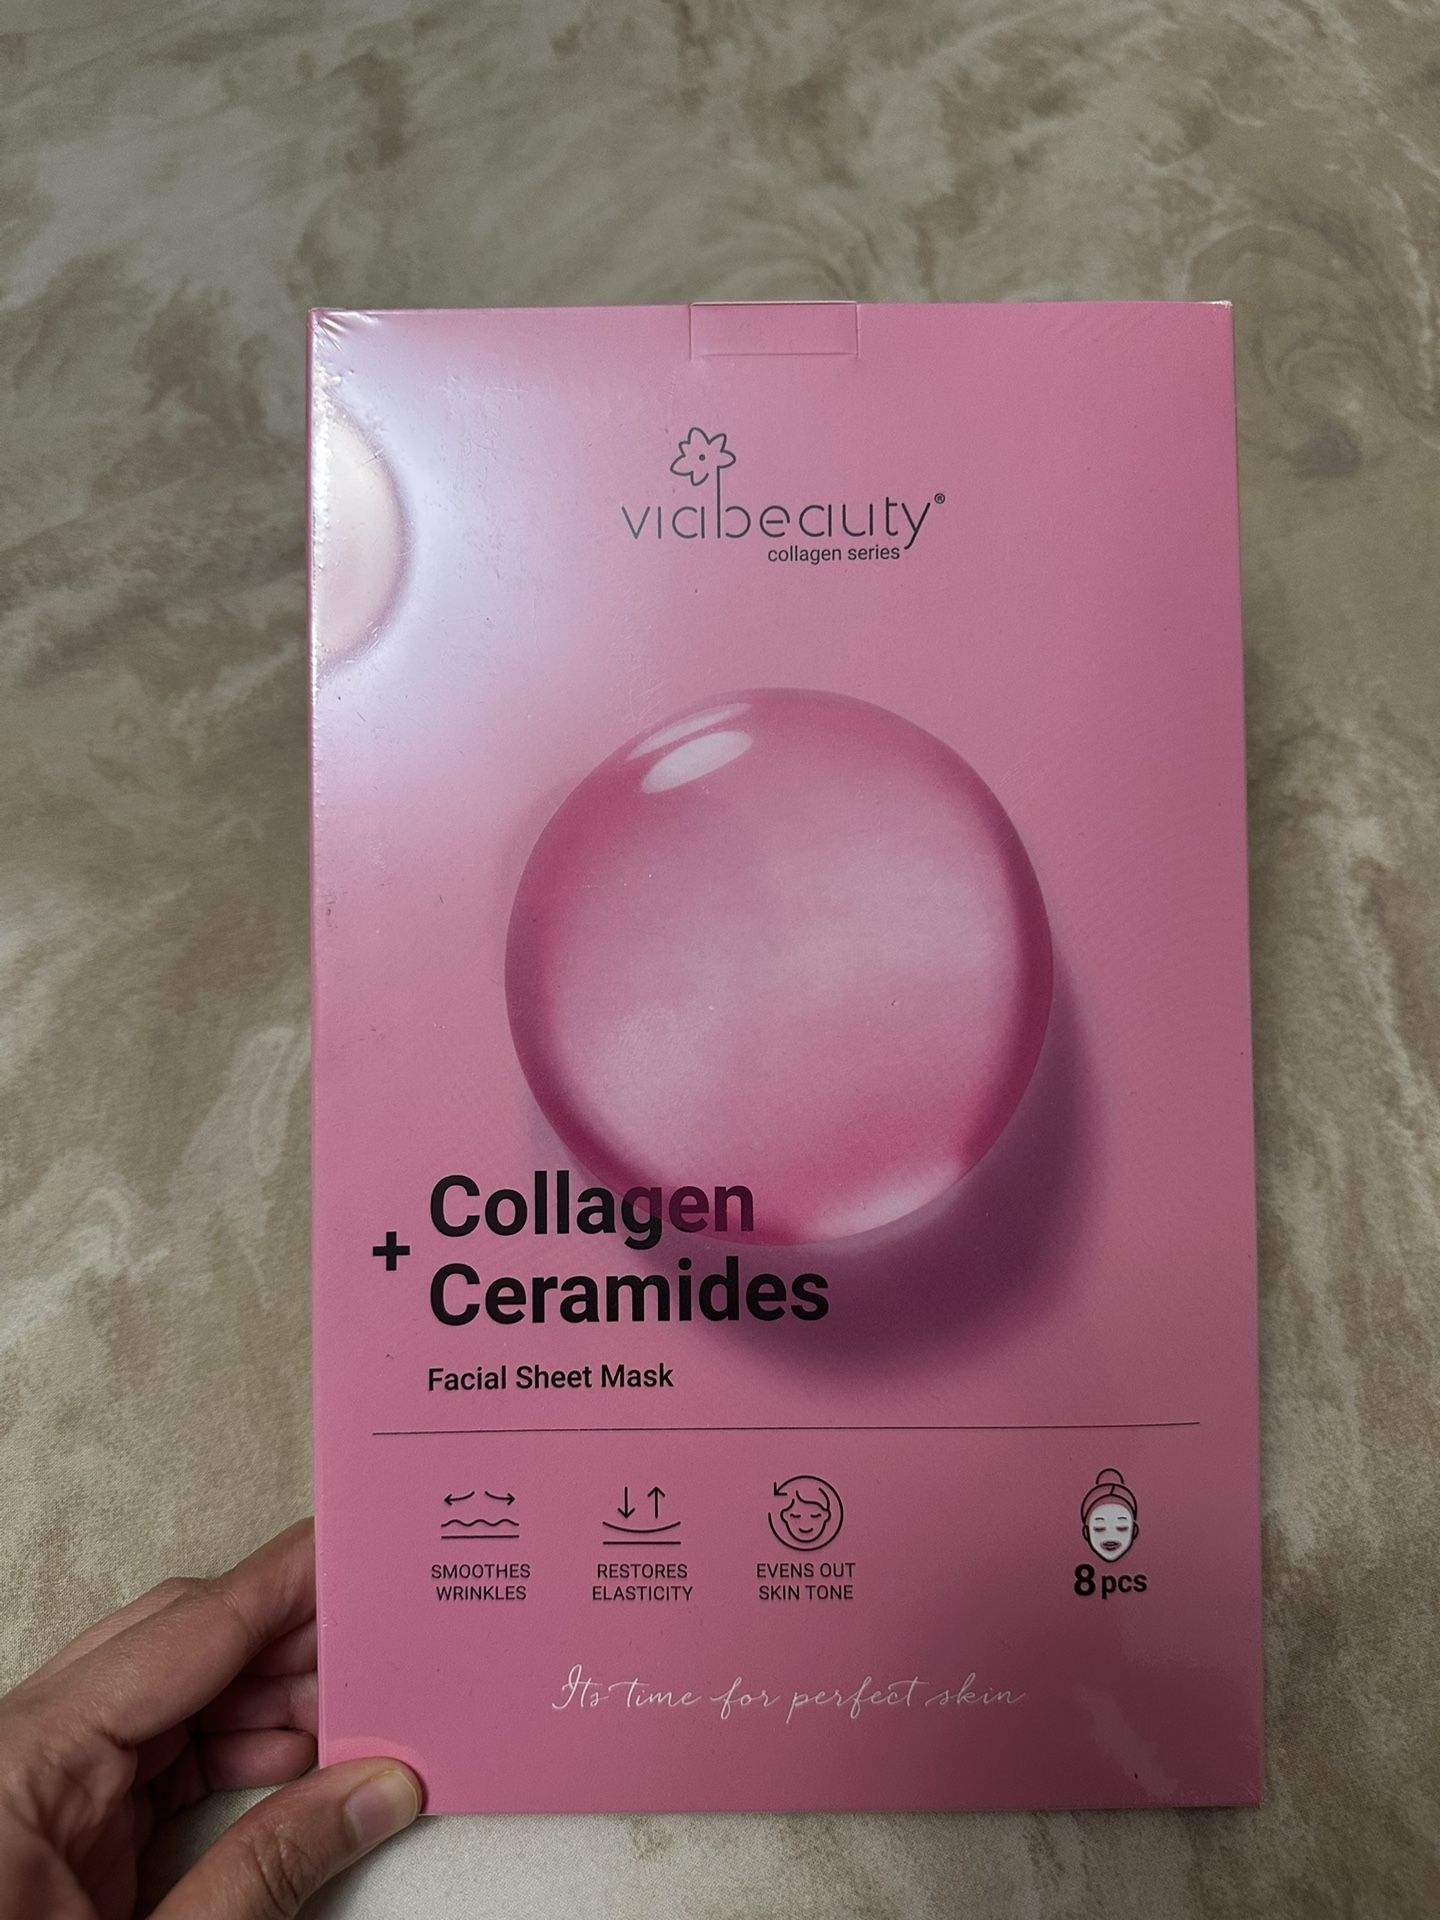 viabeauty®
collagen series
+ Collagen
Ceramides
Facial Sheet Mask
SMOOTHES
WRINKLES
RESTORES
ELASTICITY
EVENS OUT
SKIN TONE
8 pcs
Its time for perfect skin